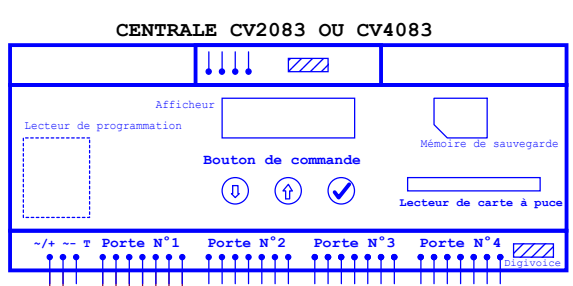 CENTRALE CV2083 OU CV4083
Afficheur
Lecteur de programmation
Mémoire de sauvegarde
Bouton de commande
Lecteur de carte à puce
~/+ ~- T Porte N°1 Porte N°2 Porte N°3 Porte N°4
Digivoice